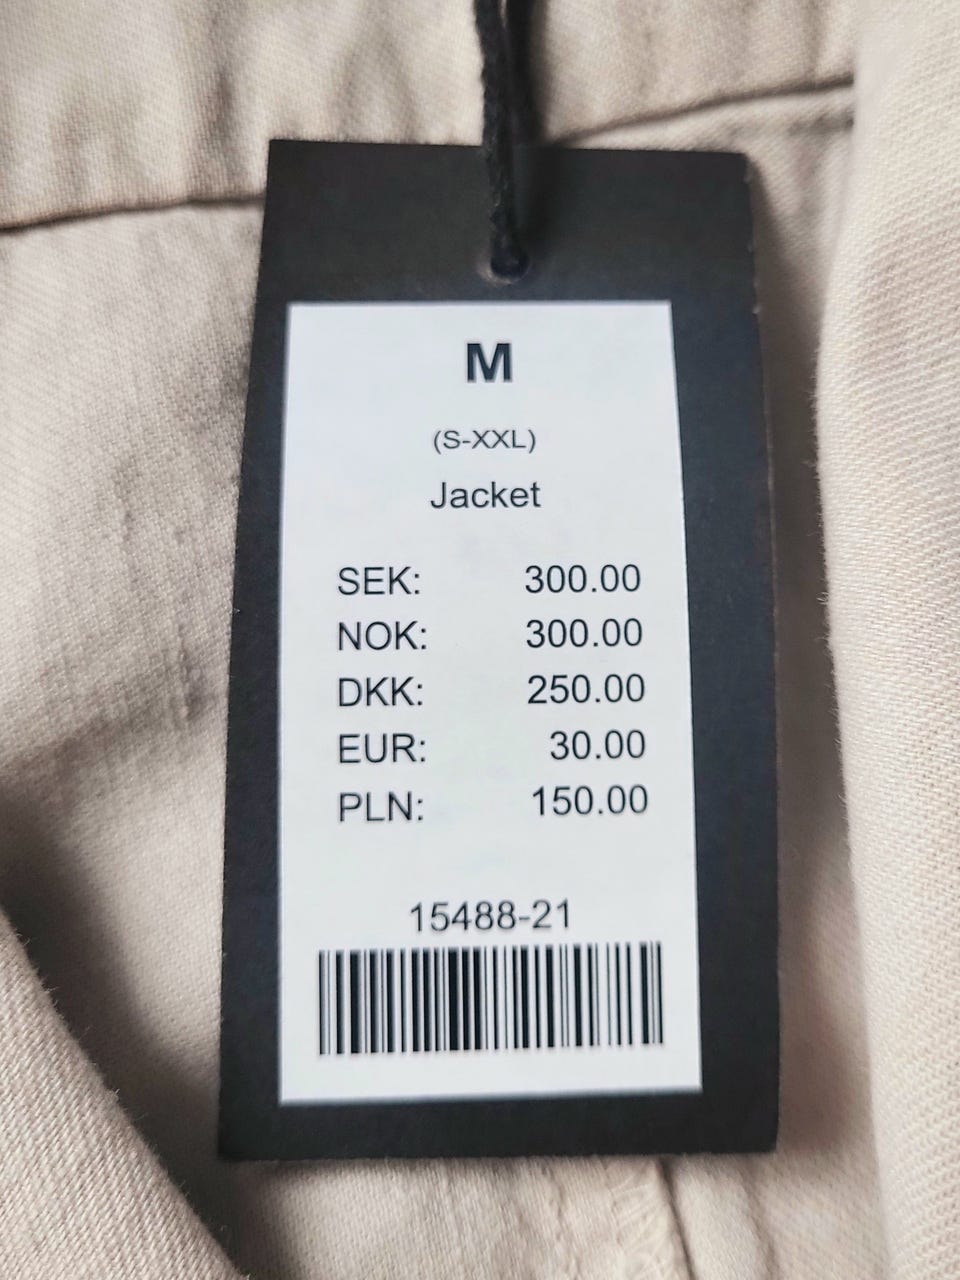 M
(S-XXL)
Jacket
SEK: 300.00
NOK: 300.00
DKK: 250.00
EUR: 30.00
PLN: 150.00
15488-21